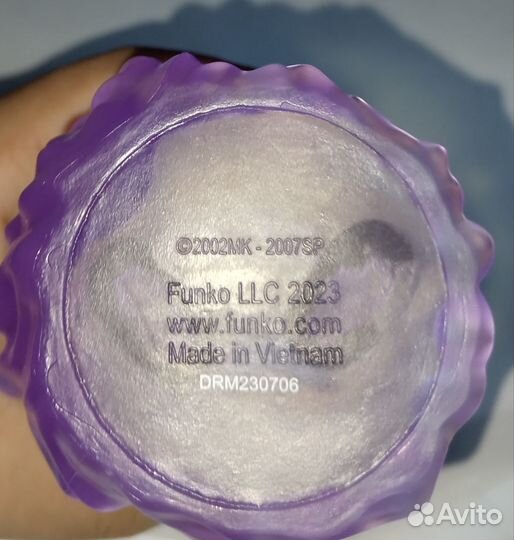 ©2002MK - 2007SP
Funko LLC 2023
www.funko.com
Made in Vietnam
DRM230706
Avito